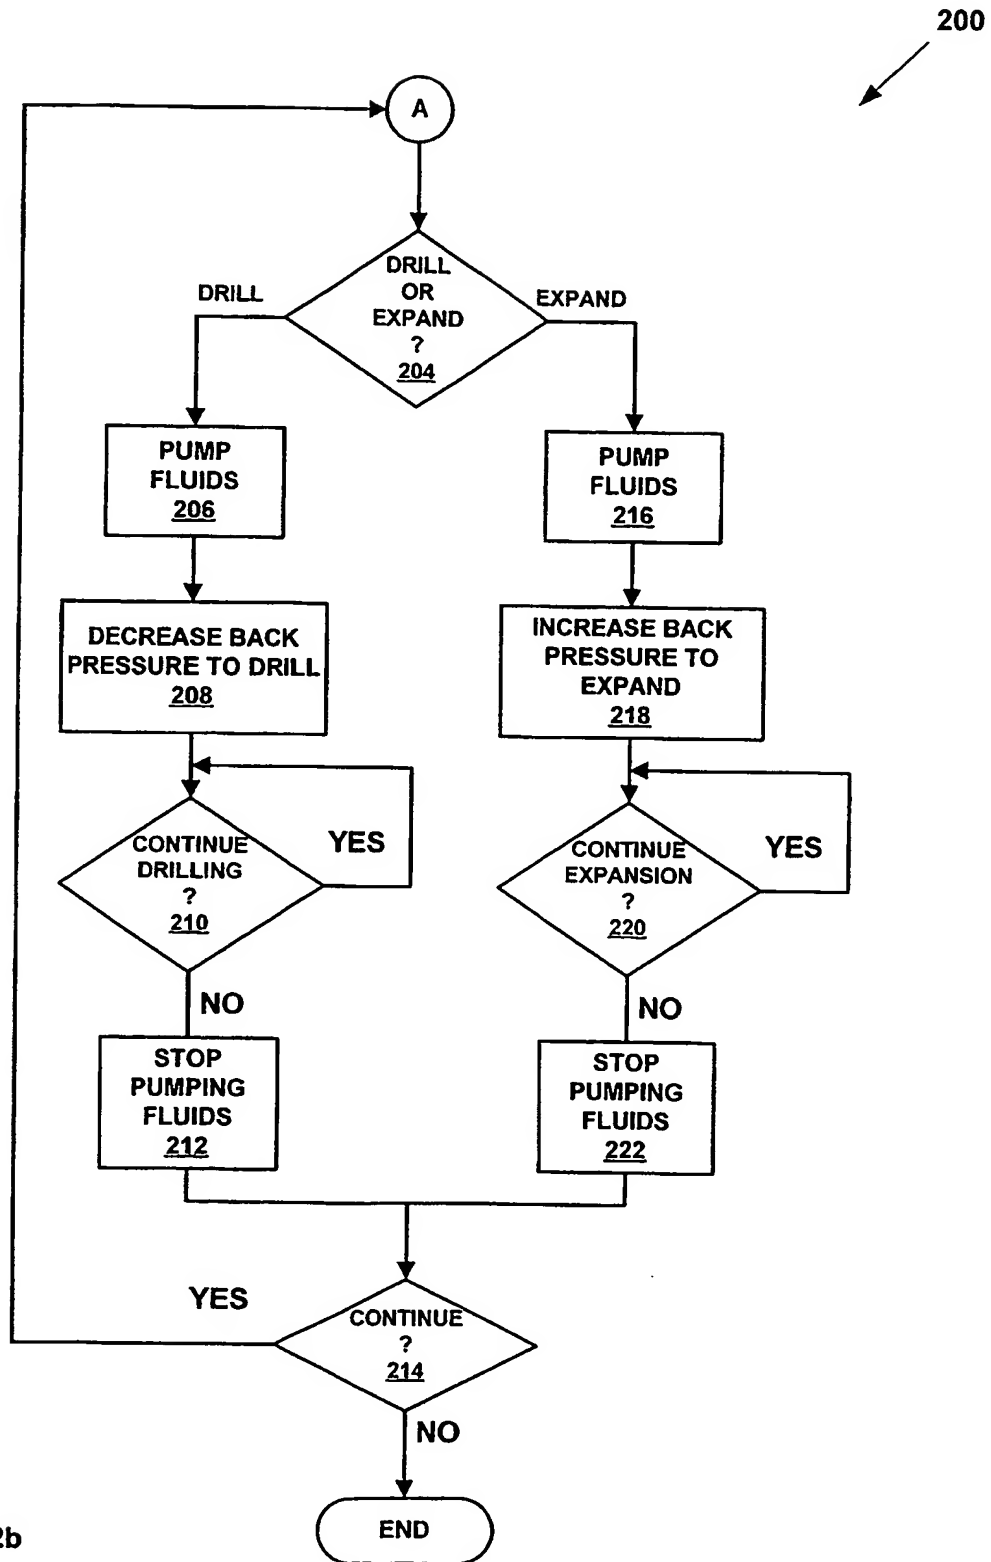 200
A
DRILL
OR
EXPAND
?
204
DRILL
EXPAND
PUMP
FLUIDS
206
PUMP
FLUIDS
216
DECREASE BACK
PRESSURE TO DRILL
208
INCREASE BACK
PRESSURE TO
EXPAND
218
CONTINUE
DRILLING
?
210
YES
CONTINUE
EXPANSION
?
220
YES
NO
NO
STOP
PUMPING
FLUIDS
212
STOP
PUMPING
FLUIDS
222
YES
CONTINUE
?
214
NO
END
2b